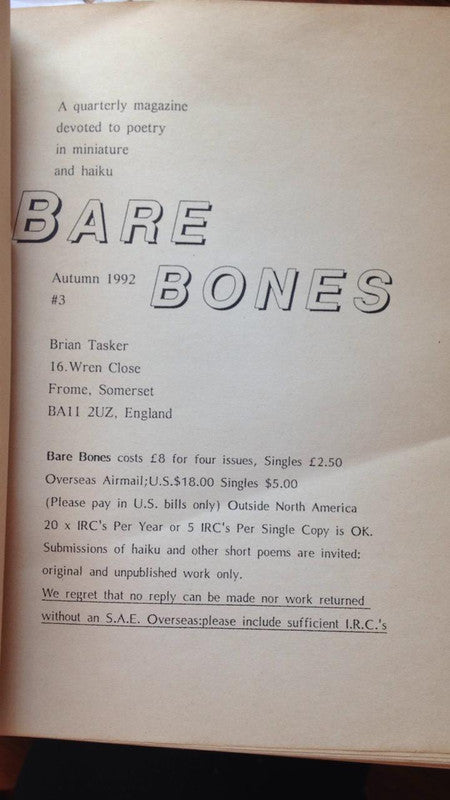 A quarterly magazine
devoted to poetry
in miniature
and haiku
BARE
BONES
Autumn 1992
#3
Brian Tasker
16.Wren Close
Frome, Somerset
BA11 2UZ, England
Bare Bones costs £8 for four issues, Singles £2.50
Overseas Airmail;U.S.$18.00 Singles $5.00
(Please pay in U.S. bills only) Outside North America
20 x IRC's Per Year or 5 IRC's Per Single Copy is OK.
Submissions of haiku and other short poems are invited:
original and unpublished work only.
We regret that no reply can be made nor work returned
without an S.A.E. Overseas:please include sufficient I.R.C.'s